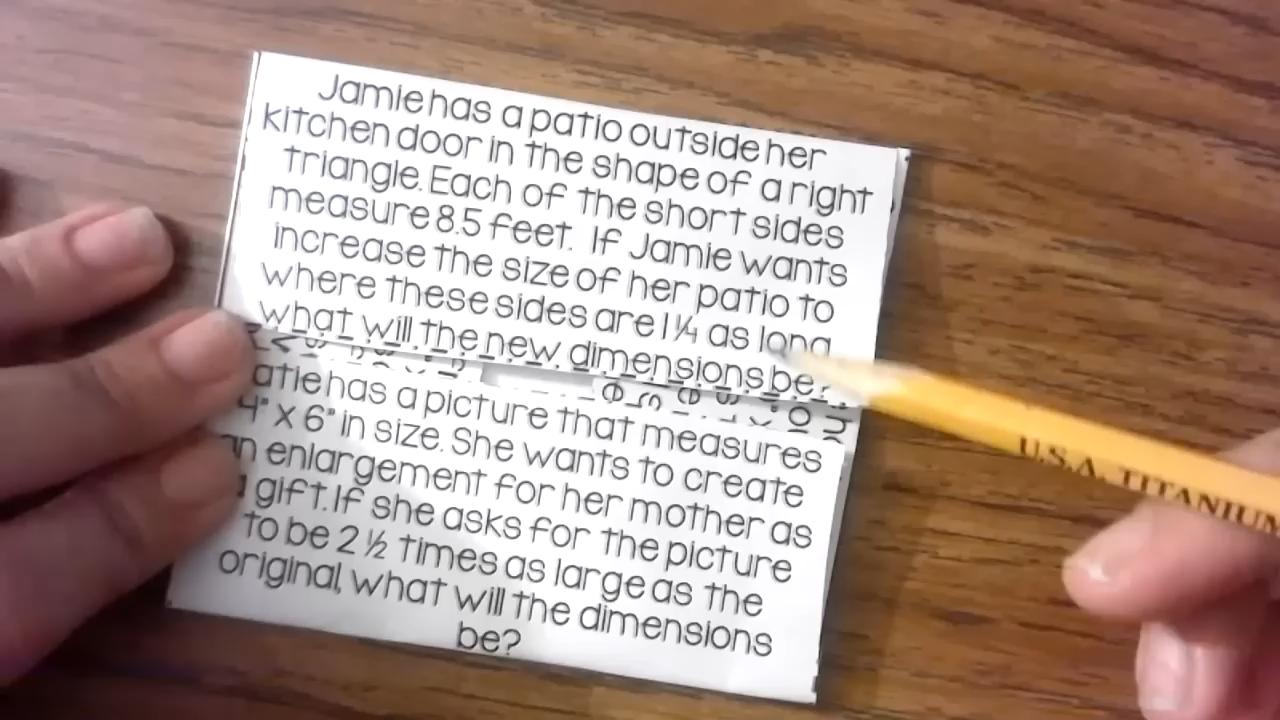 Jamie has a patio outside her
kitchen door in the shape of a right
triangle. Each of the short sides
measure 8.5 feet. If Jamie wants
increase the size of her patio to
where these sides are 1 ¼ as long
what will the new dimensions be?
atie has a picture that measures
4" X 6" in size. She wants to create
an enlargement for her mother as
a gift. If she asks for the picture
to be 2 ½ times as large as the
original, what will the dimensions
be?
U.S.A. TITANIUM